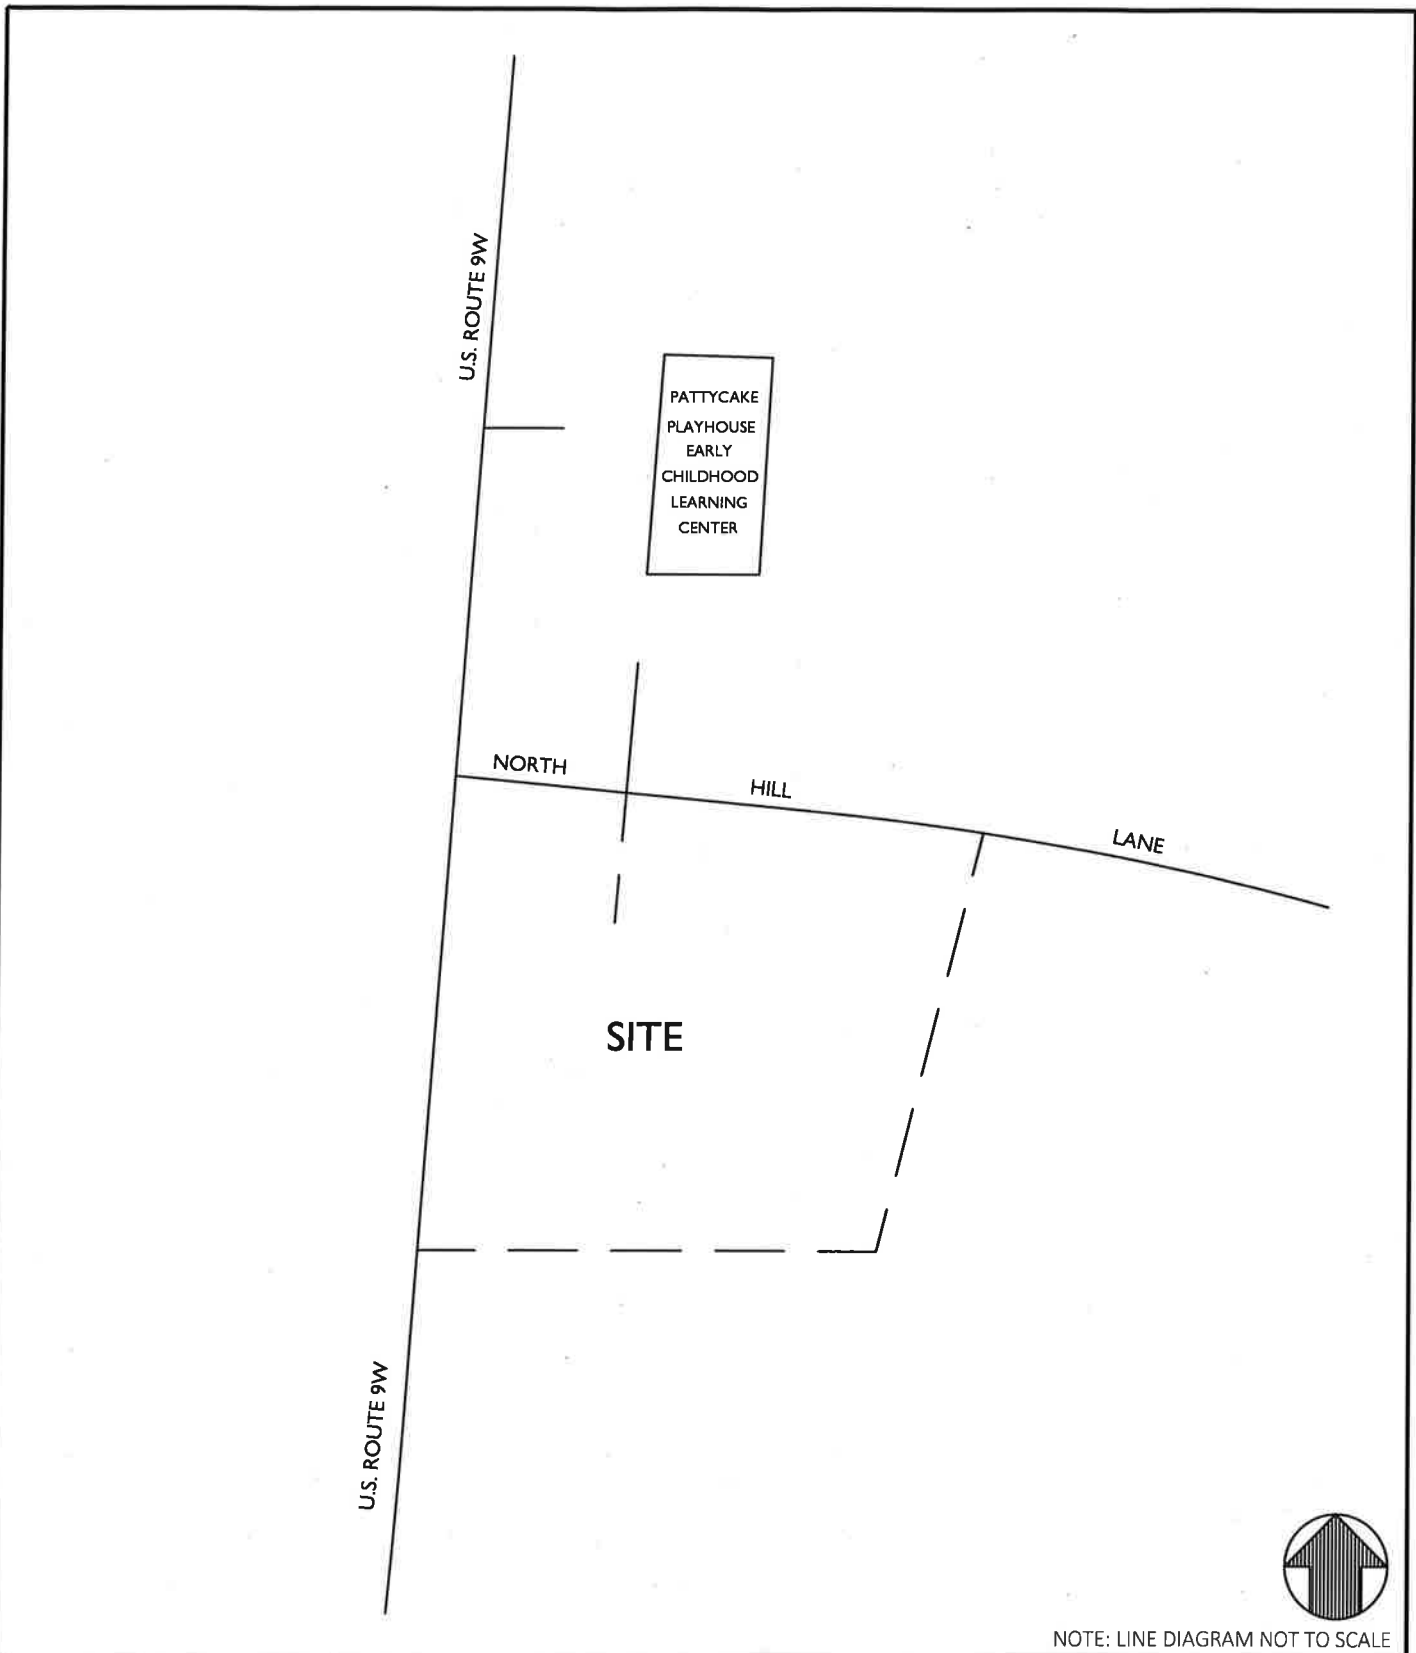 U.S. ROUTE 9W
PATTYCAKE
PLAYHOUSE
EARLY
CHILDHOOD
LEARNING
CENTER
NORTH
HILL
LANE
SITE
U.S. ROUTE 9W
NOTE: LINE DIAGRAM NOT TO SCALE